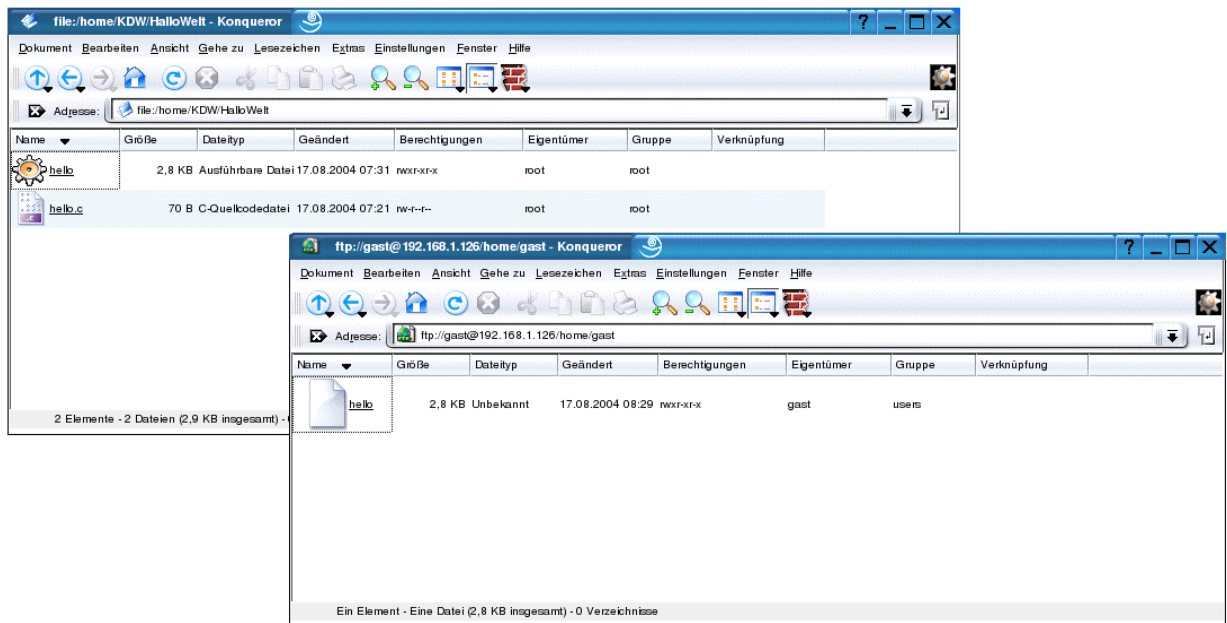 file:/home/KDW/HalloWelt - Konqueror
Dokument Bearbeiten Ansicht Gehe zu Lesezeichen Extras Einstellungen Fenster Hilfe
Adresse: file:/home/KDW/HalloWelt
Name Größe Dateityp Geändert Berechtigungen Eigentümer Gruppe Verknüpfung
hello 2,8 KB Ausführbare Datei 17.08.2004 07:31 rwxr-xr-x root root
hello.c 70 B C-Quellcodedatei 17.08.2004 07:21 rw-r--r-- root root
2 Elemente - 2 Dateien (2,9 KB insgesamt) -
ftp://gast@192.168.1.126/home/gast - Konqueror
Dokument Bearbeiten Ansicht Gehe zu Lesezeichen Extras Einstellungen Fenster Hilfe
Adresse: ftp://gast@192.168.1.126/home/gast
Name Größe Dateityp Geändert Berechtigungen Eigentümer Gruppe Verknüpfung
hello 2,8 KB Unbekannt 17.08.2004 08:29 rwxr-xr-x gast users
Ein Element - Eine Datei (2,8 KB insgesamt) - 0 Verzeichnisse